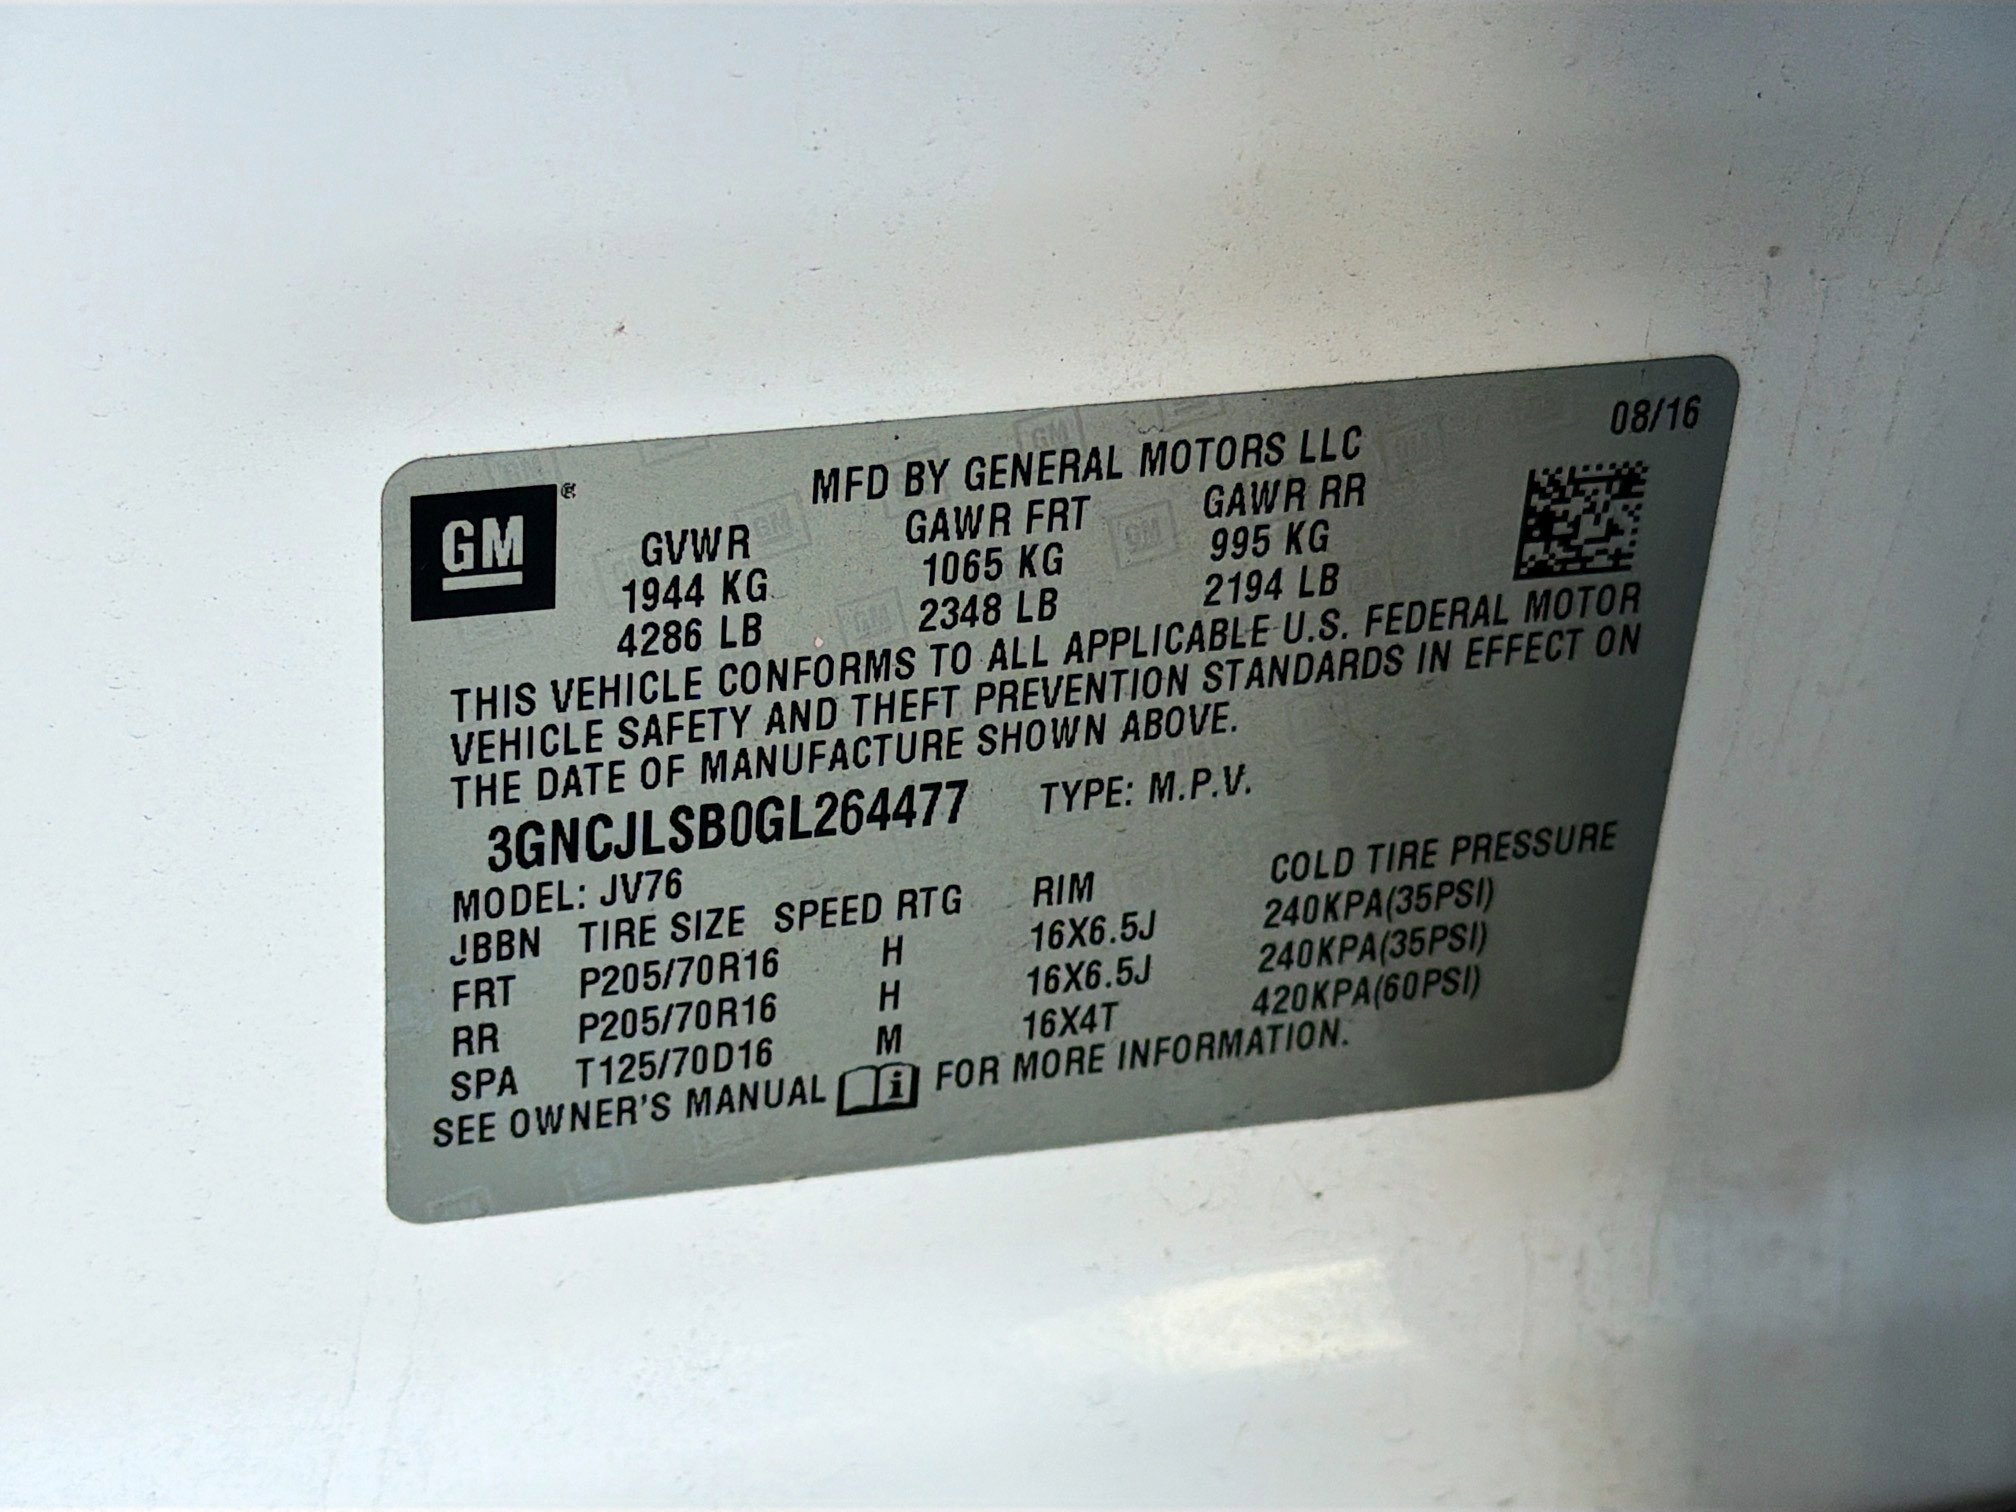 08/16
MFD BY GENERAL MOTORS LLC
GM®
GVWR GAWR FRT GAWR RR
1944 KG 1065 KG 995 KG
4286 LB 2348 LB 2194 LB
THIS VEHICLE CONFORMS TO ALL APPLICABLE U.S. FEDERAL MOTOR
VEHICLE SAFETY AND THEFT PREVENTION STANDARDS IN EFFECT ON
THE DATE OF MANUFACTURE SHOWN ABOVE.
3GNCJLSB0GL264477 TYPE: M.P.V.
MODEL: JV76
JBBN TIRE SIZE SPEED RTG RIM COLD TIRE PRESSURE
FRT P205/70R16 H 16X6.5J 240KPA(35PSI)
RR P205/70R16 H 16X6.5J 240KPA(35PSI)
SPA T125/70D16 M 16X4T 420KPA(60PSI)
SEE OWNER'S MANUAL i FOR MORE INFORMATION.